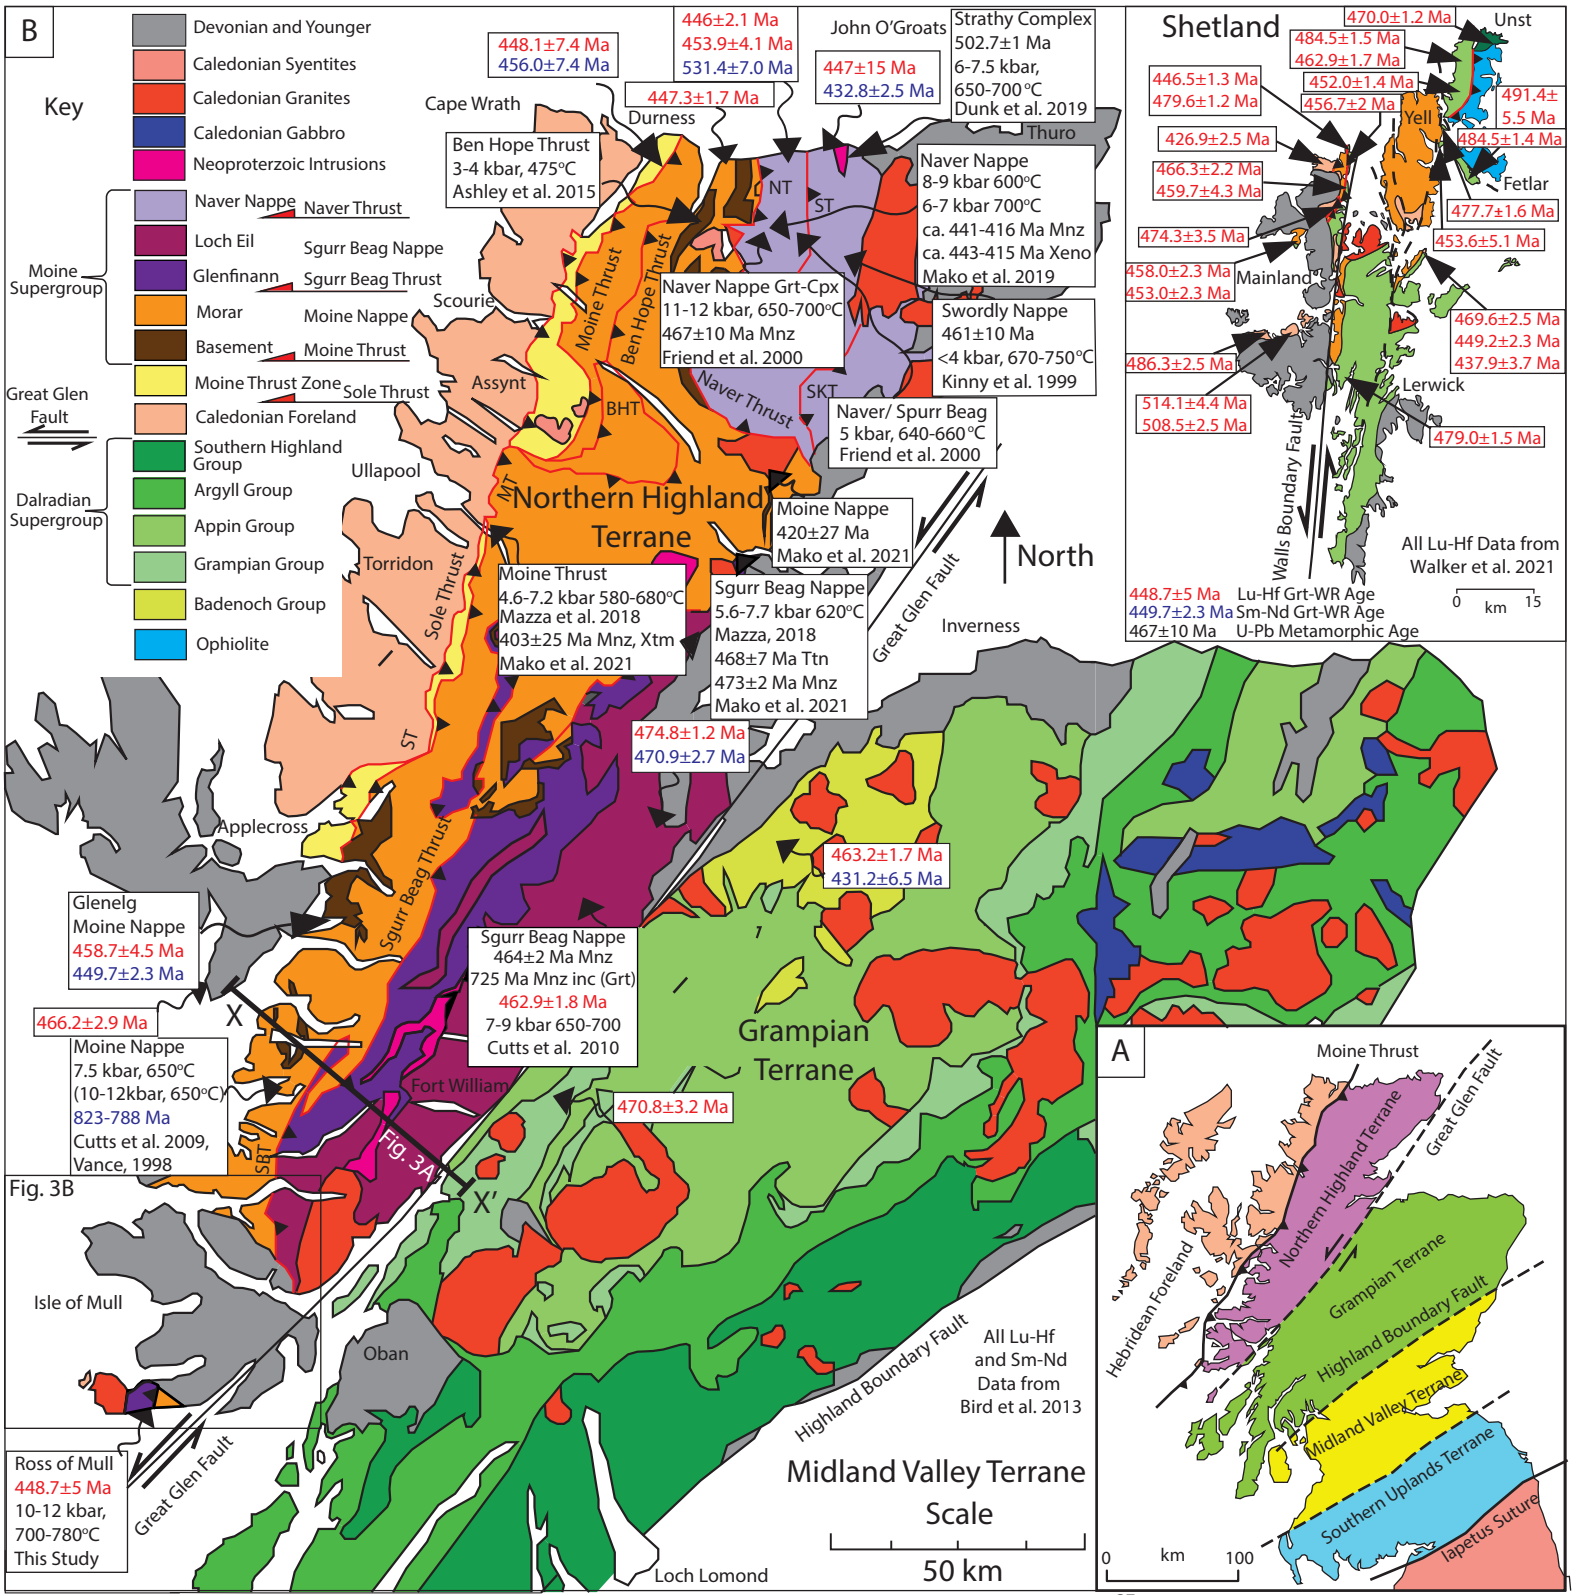 B
Key
Devonian and Younger
Caledonian Syentites
Caledonian Granites
Caledonian Gabbro
Neoproterzoic Intrusions
Naver Nappe
Naver Thrust
Loch Eil
Sgurr Beag Nappe
Glenfinann
Sgurr Beag Thrust
Morar
Moine Nappe
Basement
Moine Thrust
Moine Thrust Zone
Sole Thrust
Caledonian Foreland
Southern Highland
Group
Argyll Group
Appin Group
Grampian Group
Badenoch Group
Ophiolite
Moine
Supergroup
Great Glen
Fault
Dalradian
Supergroup
448.1±7.4 Ma
456.0±7.4 Ma
446±2.1 Ma
453.9±4.1 Ma
531.4±7.0 Ma
447.3±1.7 Ma
John O'Groats
447±15 Ma
432.8±2.5 Ma
Strathy Complex
502.7±1 Ma
6-7.5 kbar,
650-700°C
Dunk et al. 2019
Cape Wrath
Durness
Thuro
Ben Hope Thrust
3-4 kbar, 475°C
Ashley et al. 2015
Naver Nappe
8-9 kbar 600°C
6-7 kbar 700°C
ca. 441-416 Ma Mnz
ca. 443-415 Ma Xeno
Mako et al. 2019
NT
ST
Naver Nappe Grt-Cpx
11-12 kbar, 650-700°C
467±10 Ma Mnz
Friend et al. 2000
Swordly Nappe
461±10 Ma
<4 kbar, 670-750°C
Kinny et al. 1999
Scourie
Moine Thrust
Ben Hope Thrust
Assynt
BHT
Naver Thrust
SKT
Naver/ Spurr Beag
5 kbar, 640-660°C
Friend et al. 2000
Ullapool
MT
Northern Highland
Terrane
Moine Nappe
420±27 Ma
Mako et al. 2021
North
Torridon
Sole Thrust
Moine Thrust
4.6-7.2 kbar 580-680°C
Mazza et al. 2018
403±25 Ma Mnz, Xtm
Mako et al. 2021
Sgurr Beag Nappe
5.6-7.7 kbar 620°C
Mazza, 2018
468±7 Ma Ttn
473±2 Ma Mnz
Mako et al. 2021
Great Glen Fault
Inverness
ST
474.8±1.2 Ma
470.9±2.7 Ma
Applecross
Sgurr Beag Thrust
463.2±1.7 Ma
431.2±6.5 Ma
Glenelg
Moine Nappe
458.7±4.5 Ma
449.7±2.3 Ma
Sgurr Beag Nappe
464±2 Ma Mnz
725 Ma Mnz inc (Grt)
462.9±1.8 Ma
7-9 kbar 650-700
Cutts et al. 2010
X
466.2±2.9 Ma
Moine Nappe
7.5 kbar, 650°C
(10-12kbar, 650°C)
823-788 Ma
Cutts et al. 2009,
Vance, 1998
Grampian
Terrane
Fort William
470.8±3.2 Ma
SBT
Fig. 3A
X'
Fig. 3B
Isle of Mull
Oban
Ross of Mull
448.7±5 Ma
10-12 kbar,
700-780°C
This Study
Great Glen Fault
Highland Boundary Fault
All Lu-Hf
and Sm-Nd
Data from
Bird et al. 2013
Midland Valley Terrane
Scale
50 km
Loch Lomond
Shetland
470.0±1.2 Ma
Unst
484.5±1.5 Ma
462.9±1.7 Ma
446.5±1.3 Ma
479.6±1.2 Ma
452.0±1.4 Ma
456.7±2 Ma
491.4±
5.5 Ma
Yell
426.9±2.5 Ma
484.5±1.4 Ma
466.3±2.2 Ma
459.7±4.3 Ma
Fetlar
477.7±1.6 Ma
474.3±3.5 Ma
453.6±5.1 Ma
458.0±2.3 Ma
453.0±2.3 Ma
Mainland
469.6±2.5 Ma
449.2±2.3 Ma
437.9±3.7 Ma
486.3±2.5 Ma
514.1±4.4 Ma
508.5±2.5 Ma
Lerwick
479.0±1.5 Ma
Walls Boundary Fault
All Lu-Hf Data from
Walker et al. 2021
448.7±5 Ma Lu-Hf Grt-WR Age
449.7±2.3 Ma Sm-Nd Grt-WR Age
467±10 Ma U-Pb Metamorphic Age
0 km 15
A
Moine Thrust
Great Glen Fault
Northern Highland Terrane
Hebridean Foreland
Grampian Terrane
Highland Boundary Fault
Midland Valley Terrane
Southern Uplands Terrane
Iapetus Suture
0 km 100